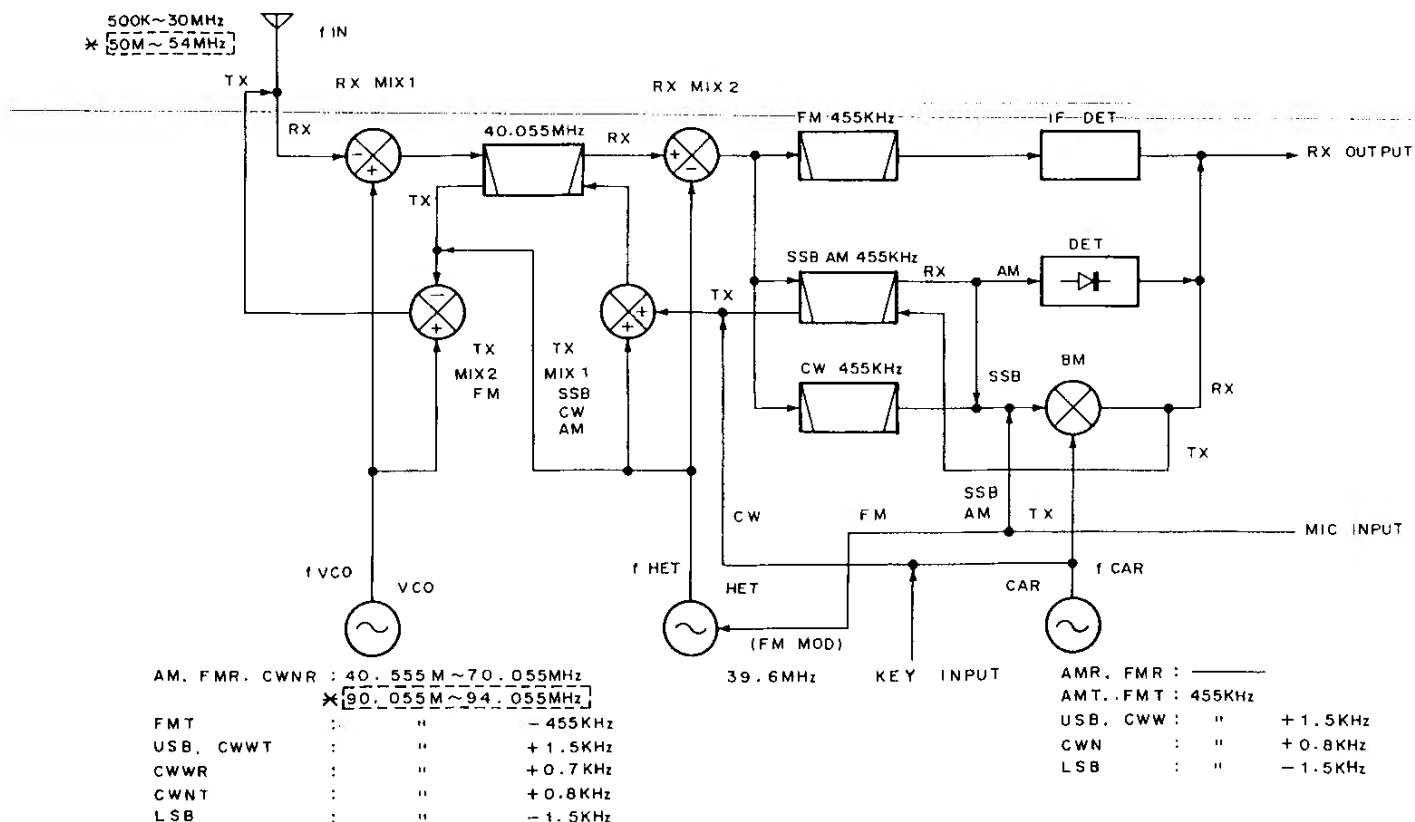 500K~30MHz
* 50M~54MHz
f IN
TX
RX MIX1
RX MIX2
RX
40.055MHz
RX
FM 455KHz
IF DET
RX OUTPUT
- +
+ -
TX
SSB AM 455KHz
RX
AM
DET
TX
- +
+ +
TX MIX2 FM
TX MIX1 SSB CW AM
CW 455KHz
SSB
BM
RX
TX
SSB AM
TX
CW
FM
MIC INPUT
f VCO
VCO
f HET
HET
CAR
f CAR
(FM MOD)
39.6MHz
KEY INPUT
AM. FMR. CWNR : 40.555M~70.055MHz
* 90.055M~94.055MHz
FMT : " -455KHz
USB. CWWT : " +1.5KHz
CWWR : " +0.7KHz
CWNT : " +0.8KHz
LSB : " -1.5KHz
AMR. FMR : ———
AMT. FMT : 455KHz
USB. CWW : " +1.5KHz
CWN : " +0.8KHz
LSB : " -1.5KHz